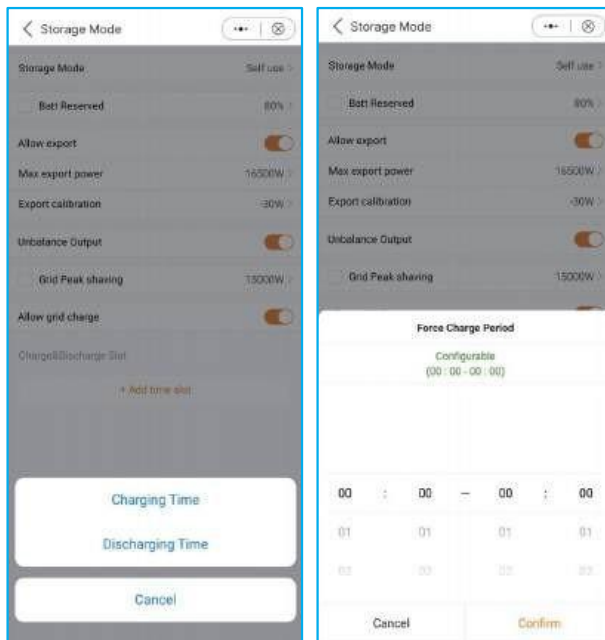 Storage Mode
Storage Mode Self use
Batt Reserved 80%
Allow export
Max export power 16500W
Export calibration -30W
Unbalance Output
Grid Peak shaving 15000W
Allow grid charge
Charge&Discharge Slot
+ Add time slot
Charging Time
Discharging Time
Cancel
Storage Mode
Storage Mode Self use
Batt Reserved 80%
Allow export
Max export power 16500W
Export calibration -30W
Unbalance Output
Grid Peak shaving 15000W
Force Charge Period
Configurable
(00 : 00 - 00 : 00)
00 : 00 – 00 : 00
01 01 01 01
02 02 02 02
Cancel Confirm